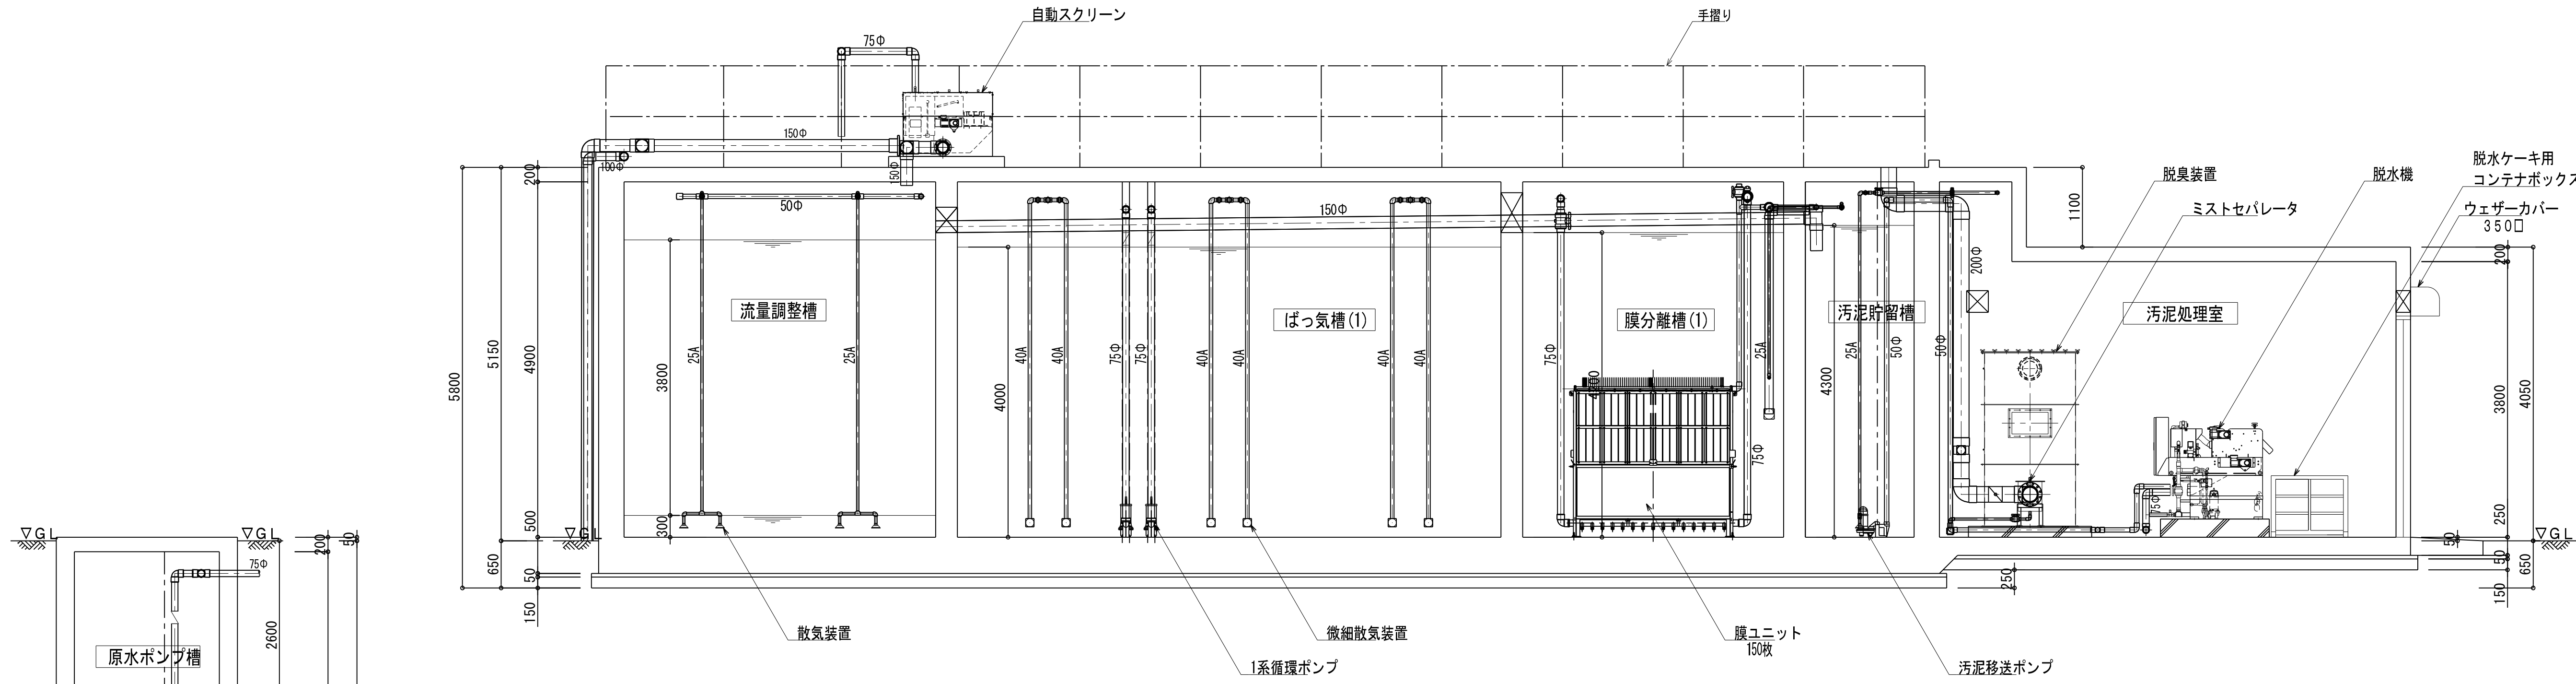 自動スクリーン
手摺り
75Φ
150Φ
100Φ
150Φ
脱臭装置
ミストセパレータ
脱水機
脱水ケーキ用
コンテナボックス
ウェザーカバー
350□
50Φ
150Φ
200Φ
流量調整槽
ばっ気槽(1)
膜分離槽(1)
汚泥貯留槽
汚泥処理室
25A
25A
40A
40A
75Φ
75Φ
40A
40A
40A
40A
75Φ
25A
75Φ
25A
50Φ
50Φ
75Φ
5800
5150
650
200
4900
500
50
150
3800
300
4000
4300
1100
200
3800
250
50
50
150
4050
650
250
▽GL
▽GL
▽GL
▽GL
200
50
75Φ
2600
原水ポンプ槽
散気装置
1系循環ポンプ
微細散気装置
膜ユニット
150枚
汚泥移送ポンプ